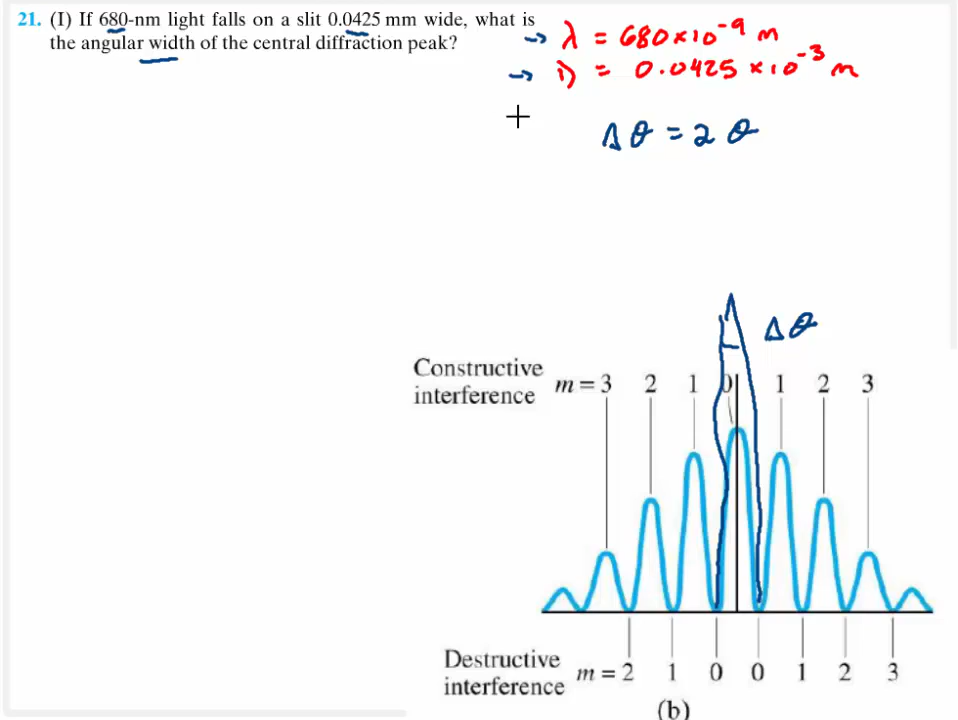 21. (I) If 680-nm light falls on a slit 0.0425 mm wide, what is
the angular width of the central diffraction peak?
→ λ = 680×10⁻⁹ m
→ D = 0.0425 ×10⁻³ m
Δθ = 2 θ
Δθ
Constructive
interference
m = 3 2 1 0 1 2 3
Destructive
interference
m = 2 1 0 0 1 2 3
(b)